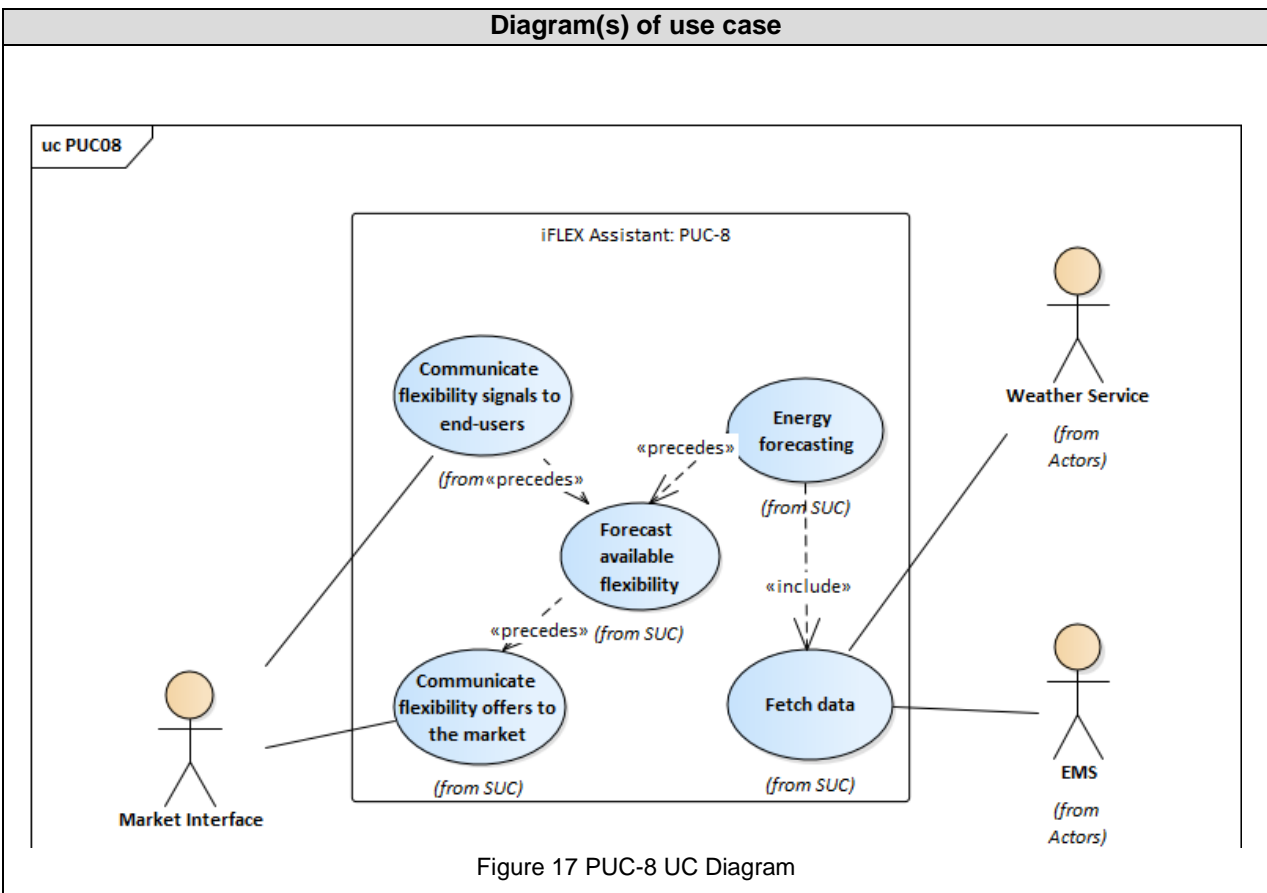 Diagram(s) of use case
uc PUC08
iFLEX Assistant: PUC-8
Communicate
flexibility signals to
end-users
(from
«precedes»
Energy
forecasting
(from SUC)
«precedes»
Forecast
available
flexibility
(from SUC)
«include»
«precedes»
Communicate
flexibility offers to
the market
(from SUC)
Fetch data
(from SUC)
Weather Service
(from
Actors)
EMS
(from
Actors)
Market Interface
Figure 17 PUC-8 UC Diagram